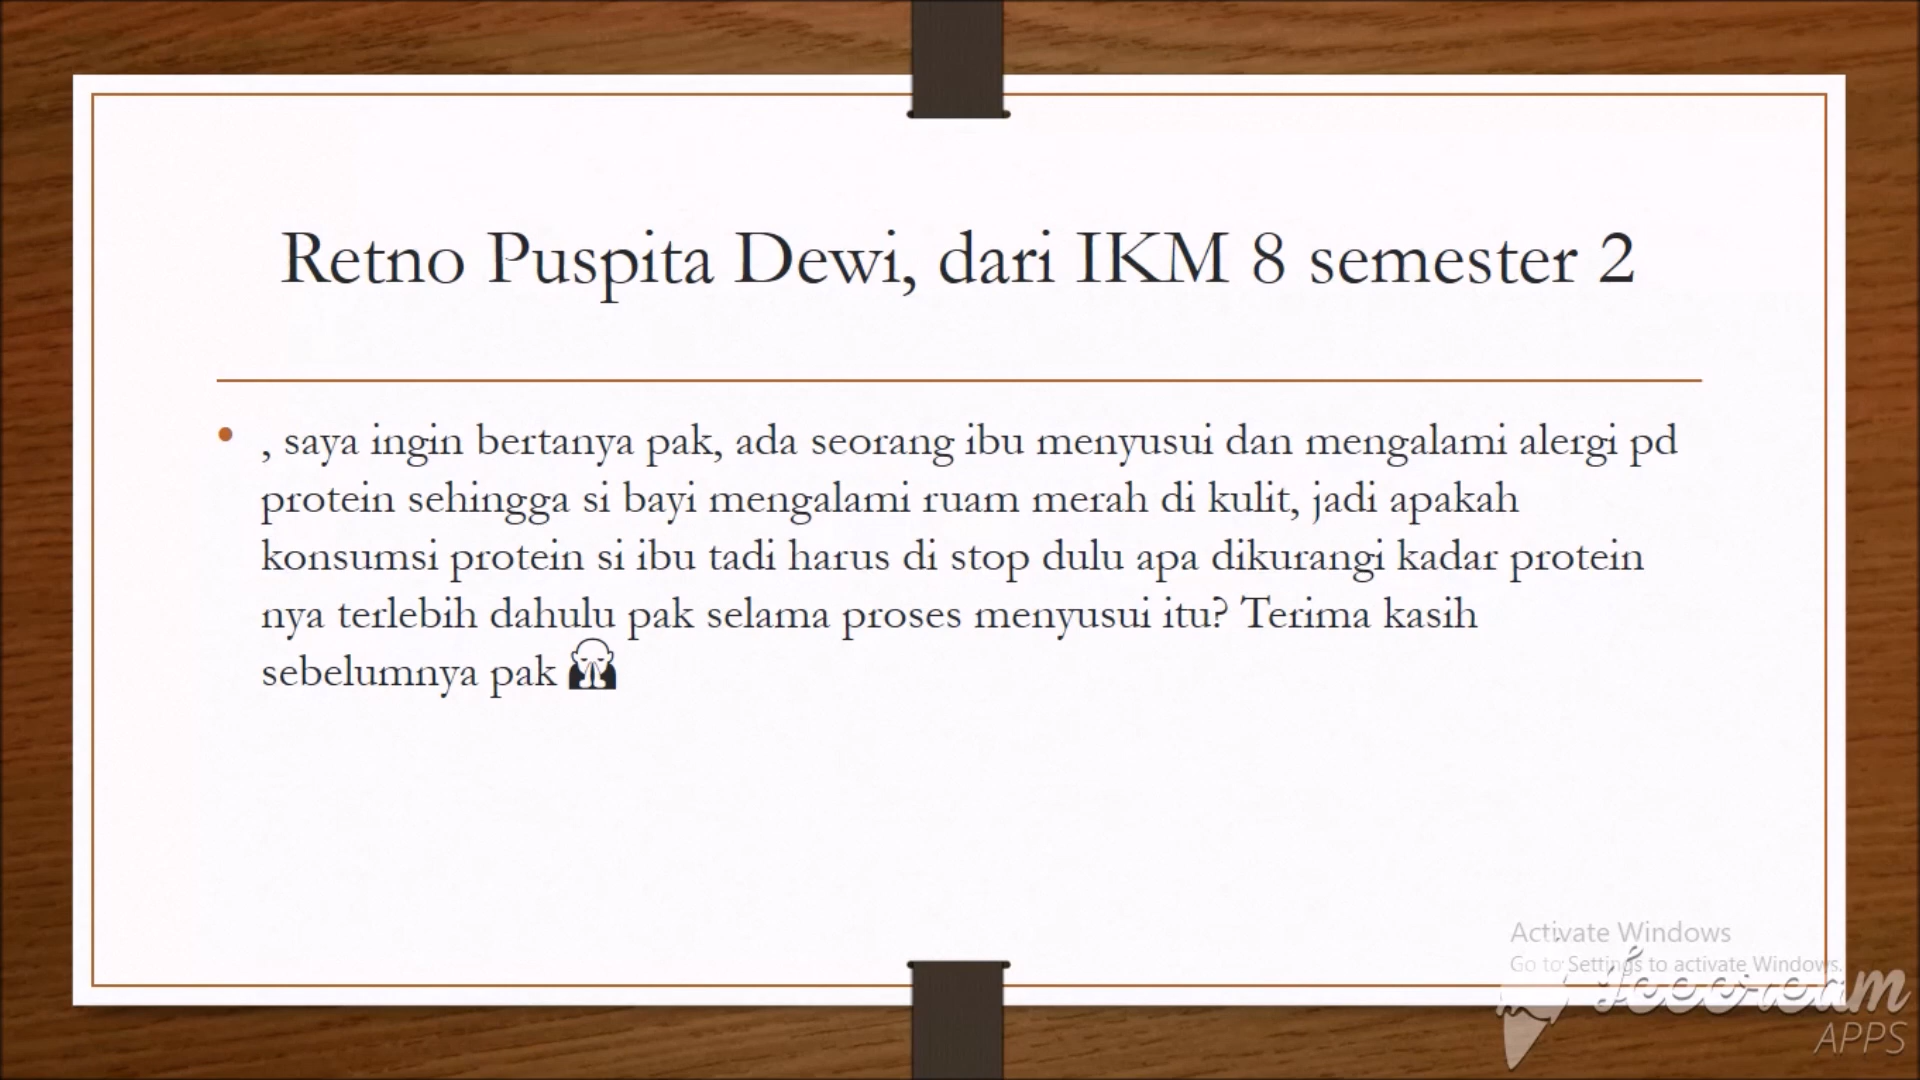 Retno Puspita Dewi, dari IKM 8 semester 2
• , saya ingin bertanya pak, ada seorang ibu menyusui dan mengalami alergi pd
protein sehingga si bayi mengalami ruam merah di kulit, jadi apakah
konsumsi protein si ibu tadi harus di stop dulu apa dikurangi kadar protein
nya terlebih dahulu pak selama proses menyusui itu? Terima kasih
sebelumnya pak 🙏
Activate Windows
Go to Settings to activate Windows.
Icecream
APPS